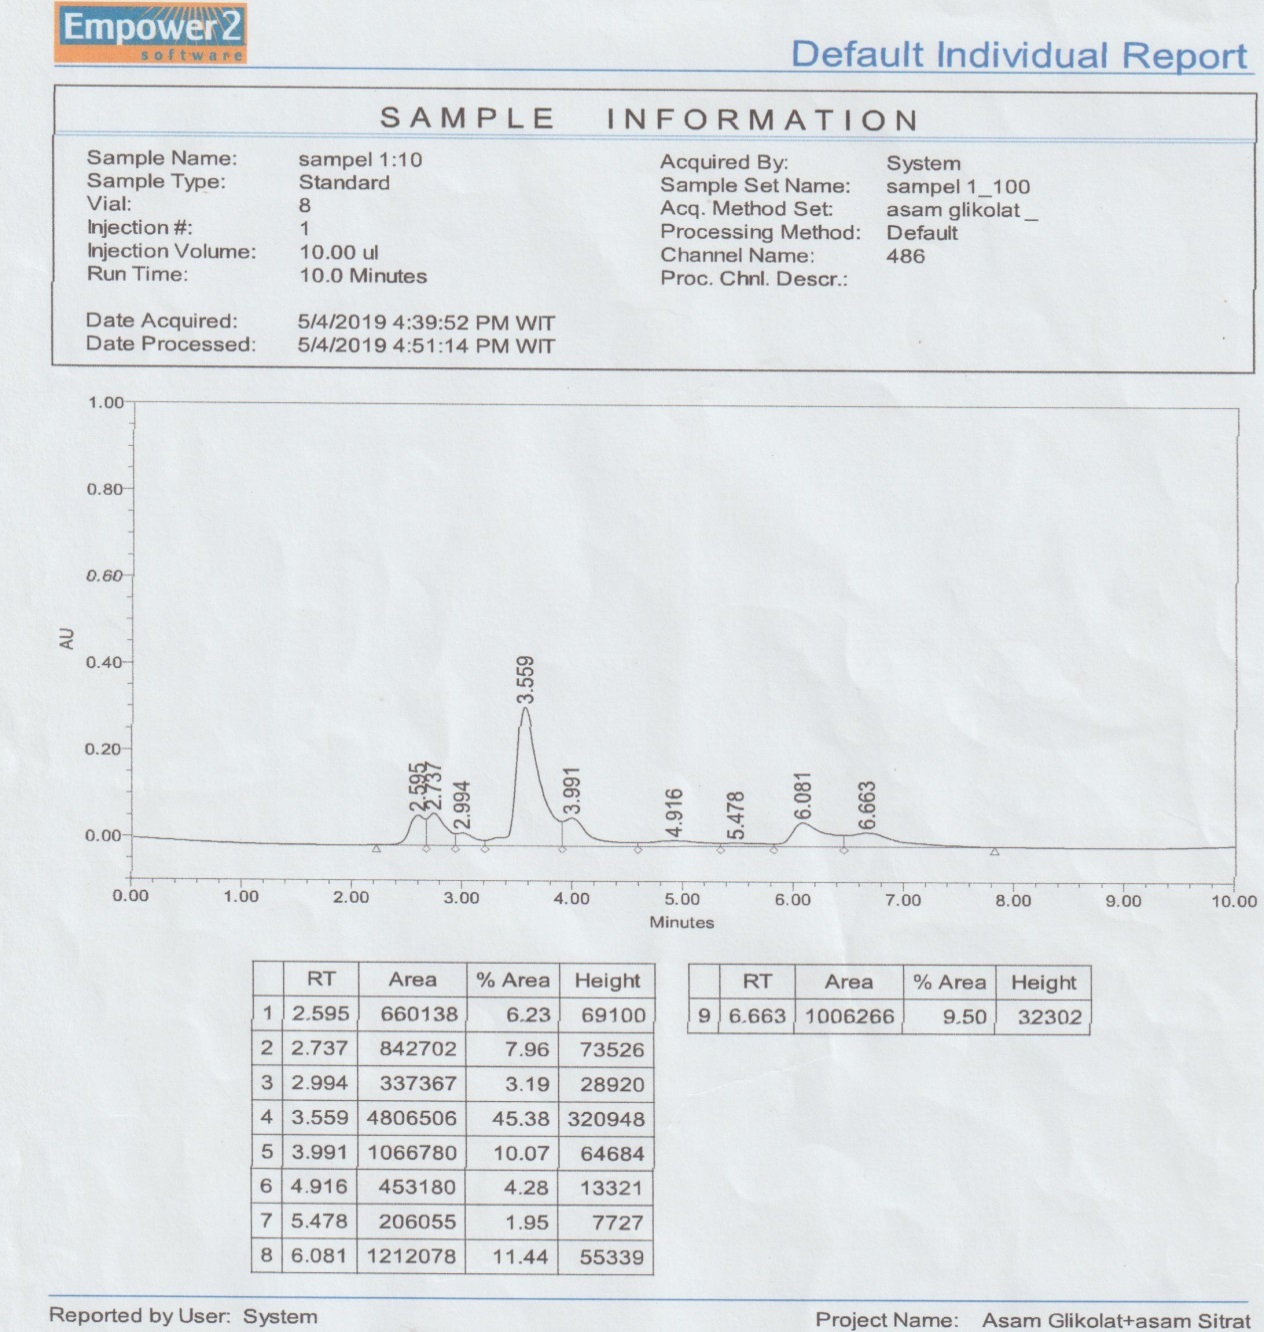 Empower 2
software
Default Individual Report
SAMPLE INFORMATION
Sample Name: sampel 1:10
Sample Type: Standard
Vial: 8
Injection #: 1
Injection Volume: 10.00 ul
Run Time: 10.0 Minutes
Date Acquired: 5/4/2019 4:39:52 PM WIT
Date Processed: 5/4/2019 4:51:14 PM WIT
Acquired By: System
Sample Set Name: sampel 1_100
Acq. Method Set: asam glikolat _
Processing Method: Default
Channel Name: 486
Proc. Chnl. Descr.:
1.00
0.80
0.60
0.40
0.20
0.00
AU
2.595
2.737
2.994
3.559
3.991
4.916
5.478
6.081
6.663
0.00 1.00 2.00 3.00 4.00 5.00 6.00 7.00 8.00 9.00 10.00
Minutes
RT Area % Area Height
1 2.595 660138 6.23 69100
2 2.737 842702 7.96 73526
3 2.994 337367 3.19 28920
4 3.559 4806506 45.38 320948
5 3.991 1066780 10.07 64684
6 4.916 453180 4.28 13321
7 5.478 206055 1.95 7727
8 6.081 1212078 11.44 55339
RT Area % Area Height
9 6.663 1006266 9.50 32302
Reported by User: System
Project Name: Asam Glikolat+asam Sitrat